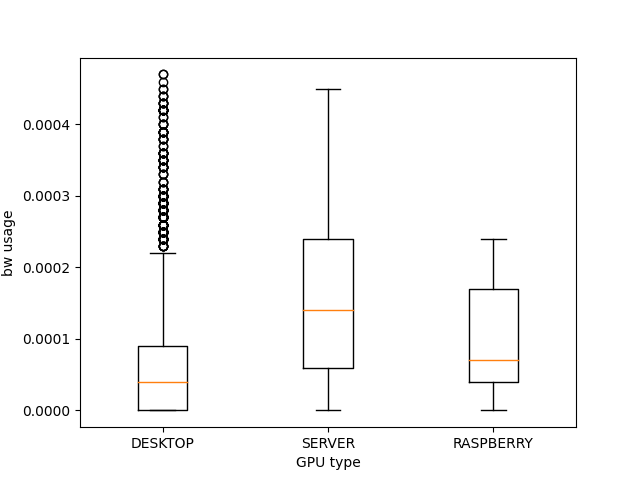 0.0004
0.0003
0.0002
0.0001
0.0000
bw usage
DESKTOP
SERVER
RASPBERRY
GPU type